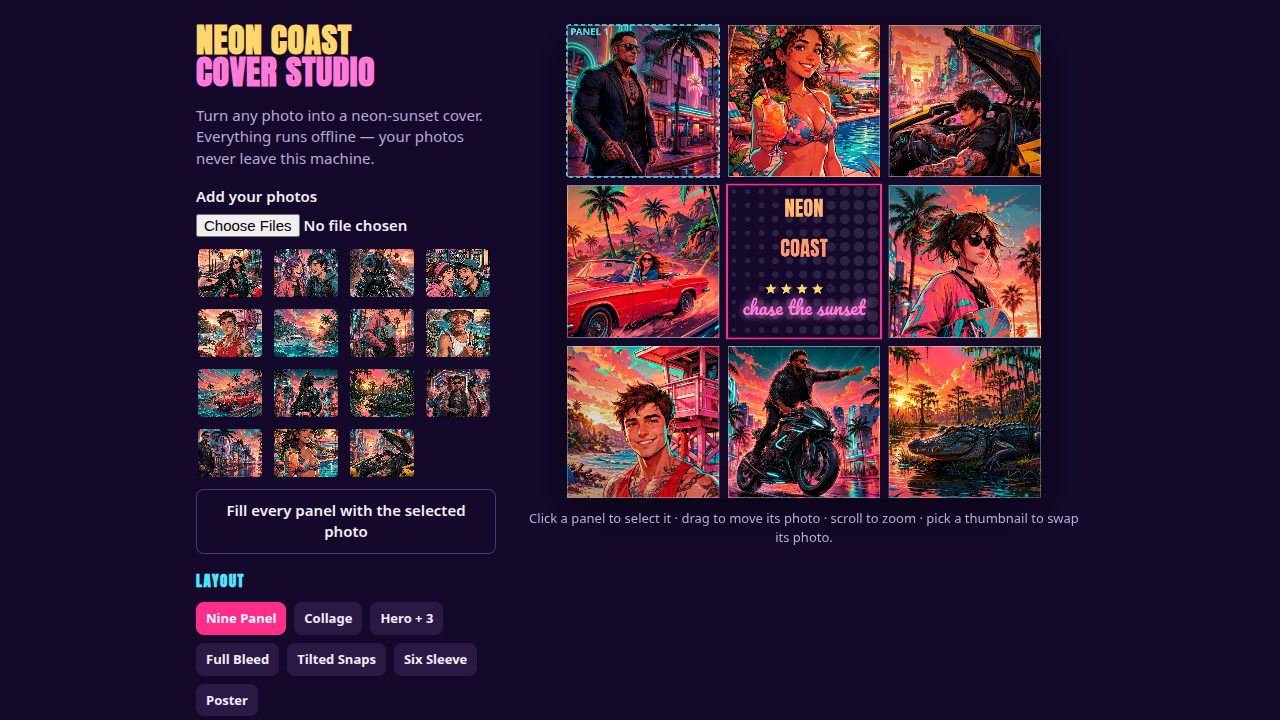 NEON COAST
COVER STUDIO
Turn any photo into a neon-sunset cover.
Everything runs offline — your photos
never leave this machine.
Add your photos
Choose Files No file chosen
Fill every panel with the selected
photo
LAYOUT
Nine Panel Collage Hero + 3
Full Bleed Tilted Snaps Six Sleeve
Poster
PANEL 1
NEON
COAST
chase the sunset
Click a panel to select it · drag to move its photo · scroll to zoom · pick a thumbnail to swap
its photo.